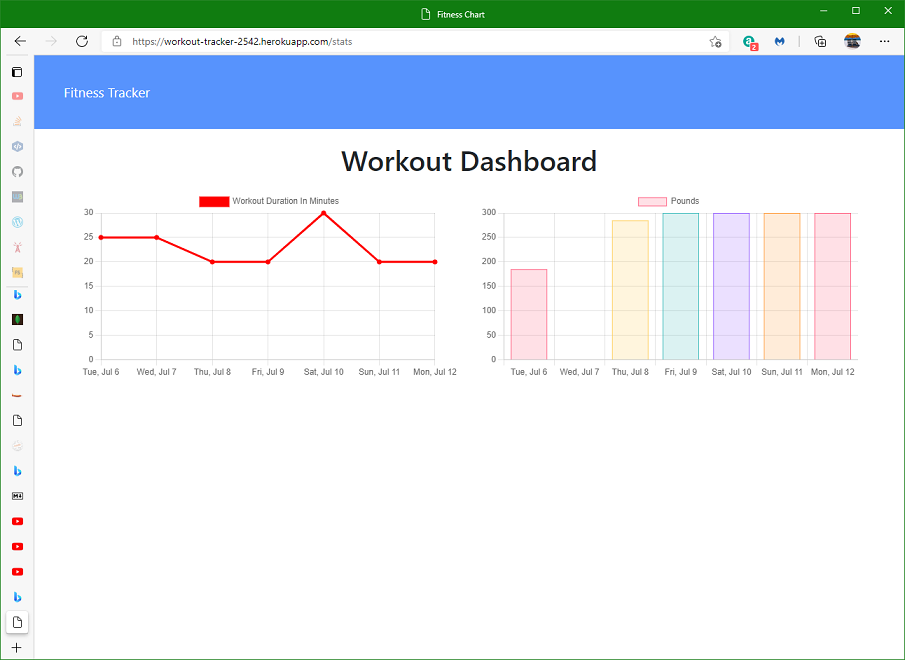 Fitness Chart
https://workout-tracker-2542.herokuapp.com/stats
2
Fitness Tracker
Workout Dashboard
Workout Duration In Minutes
30
25
20
15
10
5
0
Tue, Jul 6 Wed, Jul 7 Thu, Jul 8 Fri, Jul 9 Sat, Jul 10 Sun, Jul 11 Mon, Jul 12
Pounds
300
250
200
150
100
50
0
Tue, Jul 6 Wed, Jul 7 Thu, Jul 8 Fri, Jul 9 Sat, Jul 10 Sun, Jul 11 Mon, Jul 12